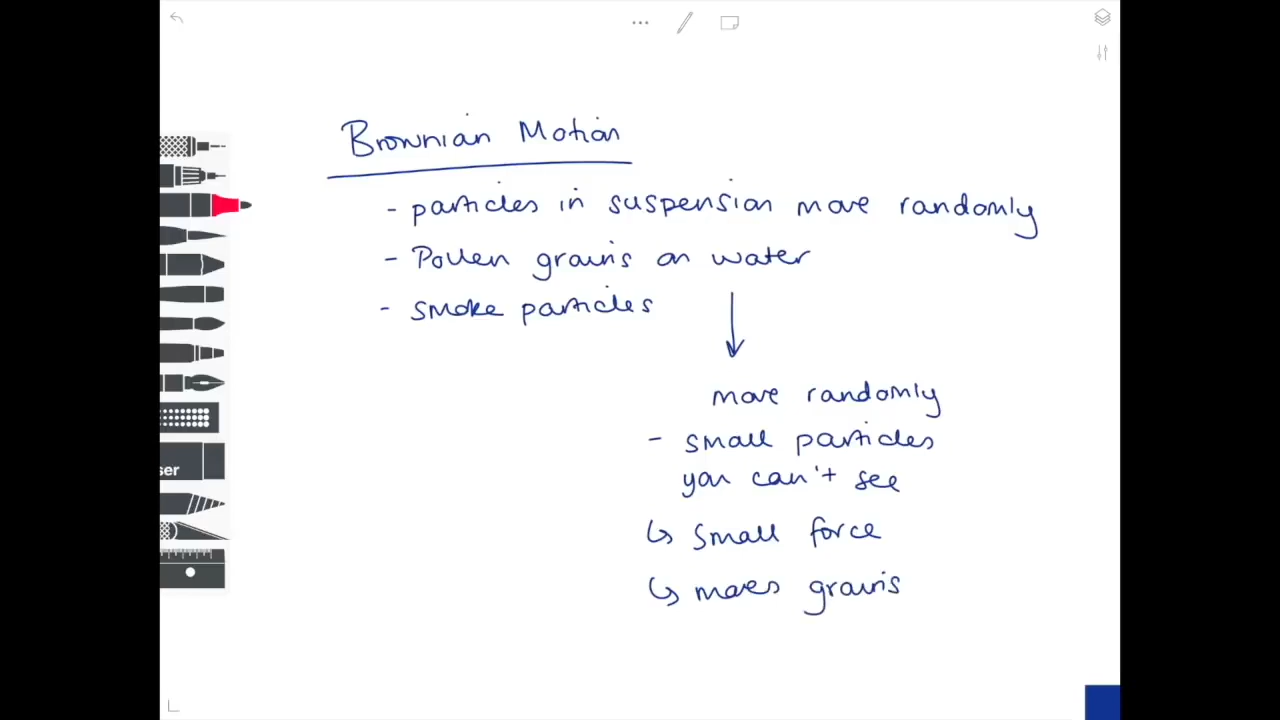 Brownian Motion
- particles in suspension move randomly
- Pollen grains on water
- smoke particles
move randomly
- small particles
you can't see
↳ small force
↳ moves grains
ser